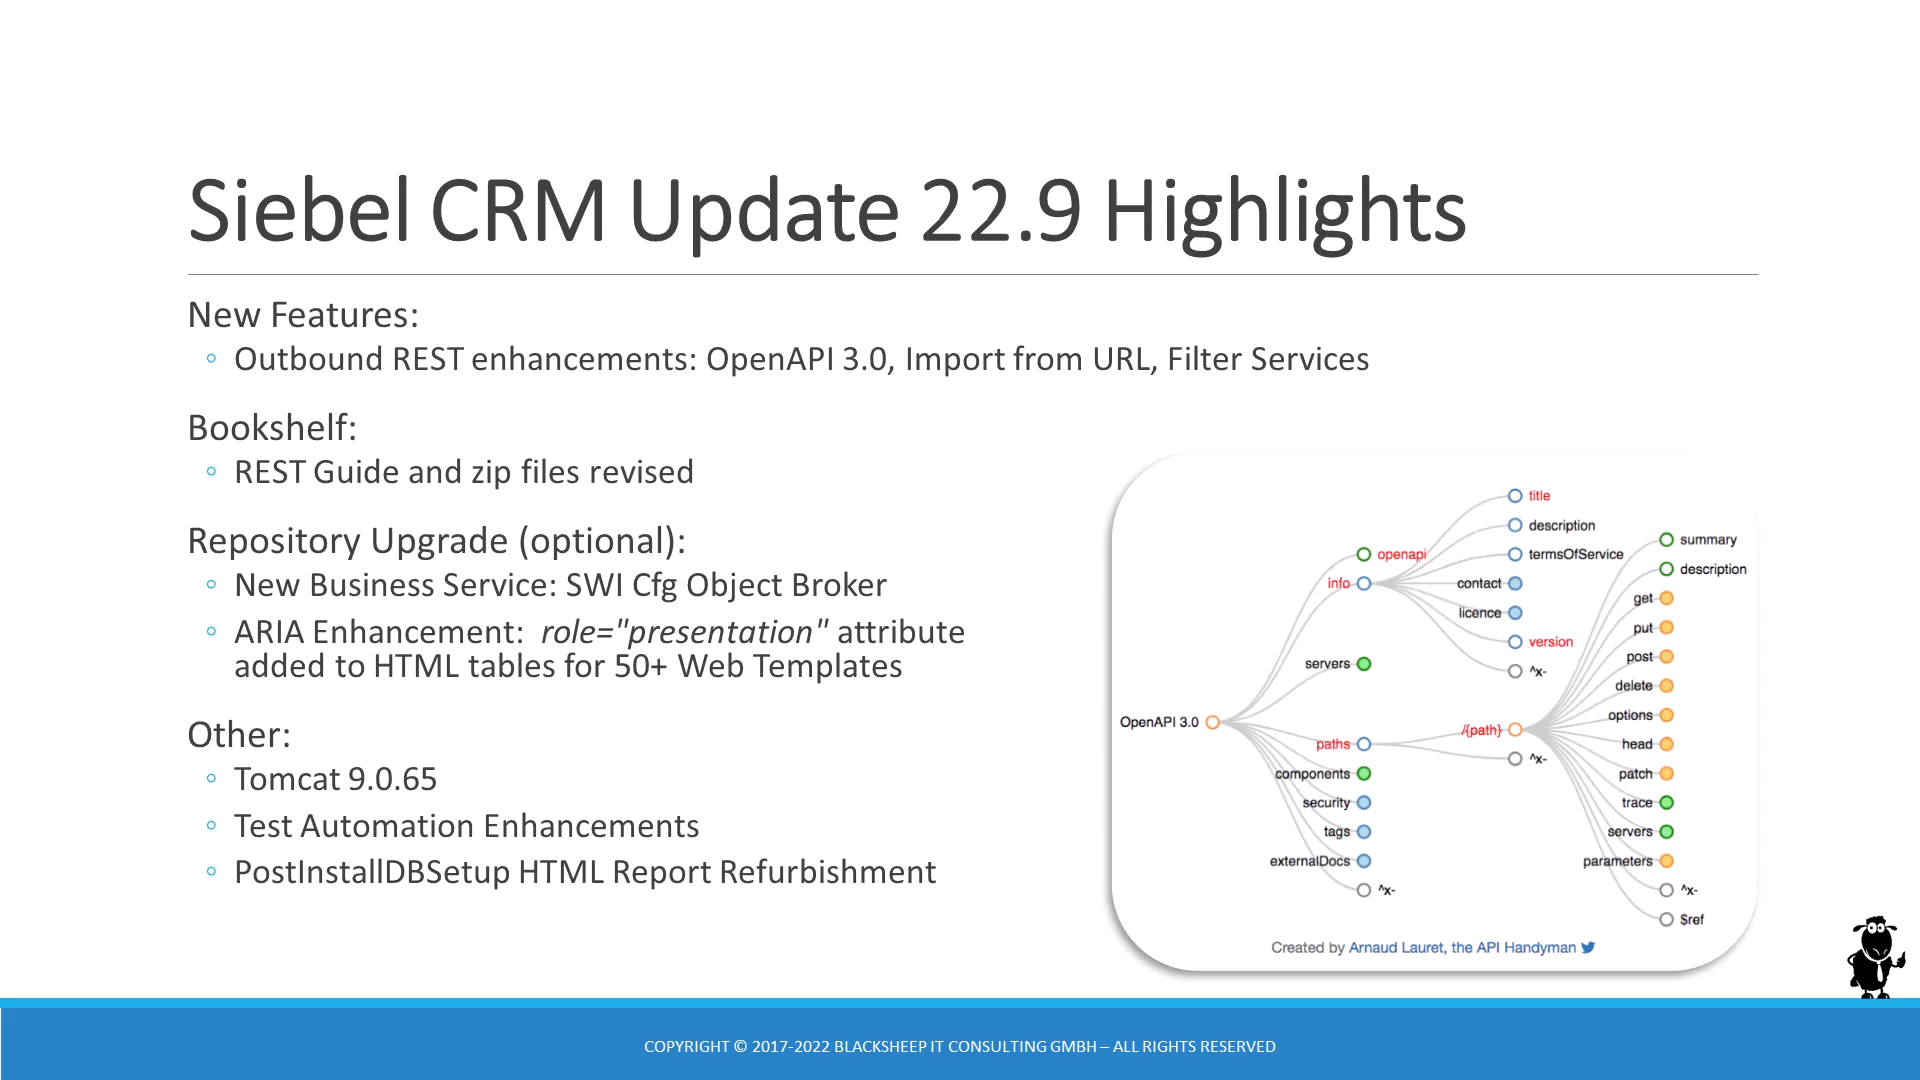 Siebel CRM Update 22.9 Highlights
New Features:
Outbound REST enhancements: OpenAPI 3.0, Import from URL, Filter Services
Bookshelf:
REST Guide and zip files revised
Repository Upgrade (optional):
New Business Service: SWI Cfg Object Broker
ARIA Enhancement: role="presentation" attribute
added to HTML tables for 50+ Web Templates
Other:
Tomcat 9.0.65
Test Automation Enhancements
PostInstallDBSetup HTML Report Refurbishment
OpenAPI 3.0
openapi
info
servers
paths
components
security
tags
externalDocs
^x-
title
description
termsOfService
contact
licence
version
^x-
/{path}
^x-
summary
description
get
put
post
delete
options
head
patch
trace
servers
parameters
^x-
$ref
Created by Arnaud Lauret, the API Handyman
COPYRIGHT © 2017-2022 BLACKSHEEP IT CONSULTING GMBH – ALL RIGHTS RESERVED